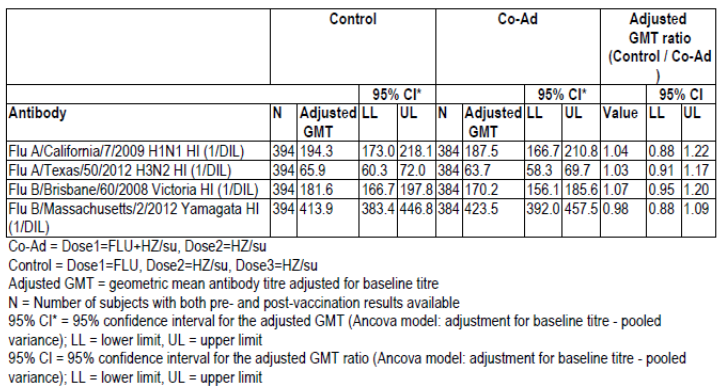 Control Co-Ad Adjusted
GMT ratio
(Control / Co-Ad
)
95% CI* 95% CI* 95% CI
Antibody N Adjusted LL UL N Adjusted LL UL Value LL UL
GMT GMT
Flu A/California/7/2009 H1N1 HI (1/DIL) 394 194.3 173.0 218.1 384 187.5 166.7 210.8 1.04 0.88 1.22
Flu A/Texas/50/2012 H3N2 HI (1/DIL) 394 65.9 60.3 72.0 384 63.7 58.3 69.7 1.03 0.91 1.17
Flu B/Brisbane/60/2008 Victoria HI (1/DIL) 394 181.6 166.7 197.8 384 170.2 156.1 185.6 1.07 0.95 1.20
Flu B/Massachusetts/2/2012 Yamagata HI 394 413.9 383.4 446.8 384 423.5 392.0 457.5 0.98 0.88 1.09
(1/DIL)
Co-Ad = Dose1=FLU+HZ/su, Dose2=HZ/su
Control = Dose1=FLU, Dose2=HZ/su, Dose3=HZ/su
Adjusted GMT = geometric mean antibody titre adjusted for baseline titre
N = Number of subjects with both pre- and post-vaccination results available
95% CI* = 95% confidence interval for the adjusted GMT (Ancova model: adjustment for baseline titre - pooled
variance); LL = lower limit, UL = upper limit
95% CI = 95% confidence interval for the adjusted GMT ratio (Ancova model: adjustment for baseline titre - pooled
variance); LL = lower limit, UL = upper limit